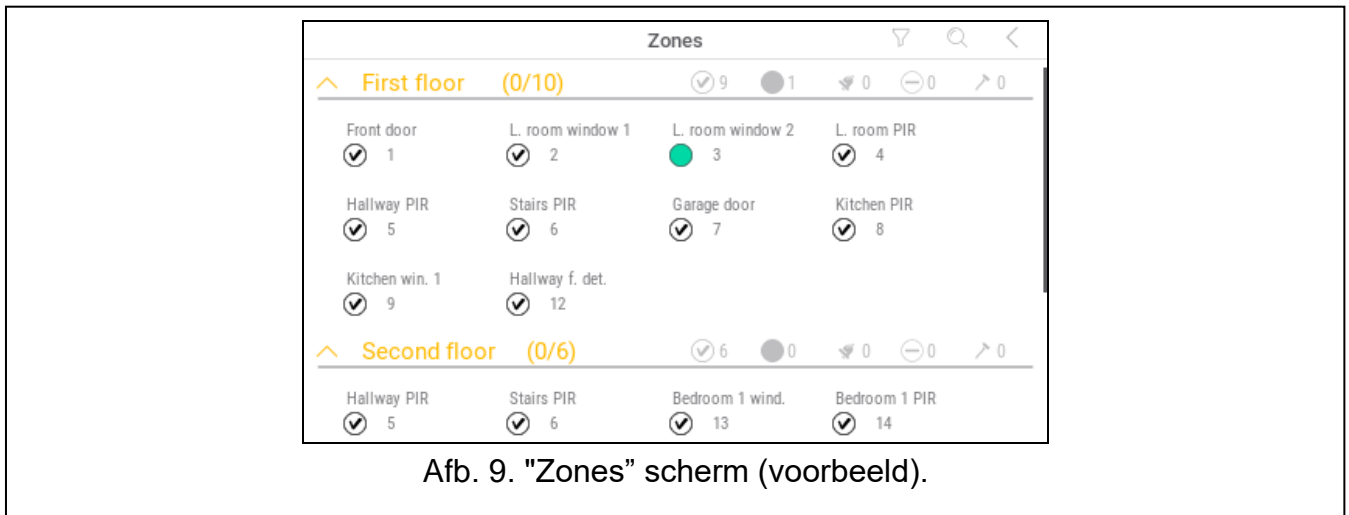 Zones
First floor (0/10) 9 1 0 0 0
Front door L. room window 1 L. room window 2 L. room PIR
1 2 3 4
Hallway PIR Stairs PIR Garage door Kitchen PIR
5 6 7 8
Kitchen win. 1 Hallway f. det.
9 12
Second floor (0/6) 6 0 0 0 0
Hallway PIR Stairs PIR Bedroom 1 wind. Bedroom 1 PIR
5 6 13 14
Afb. 9. "Zones” scherm (voorbeeld).